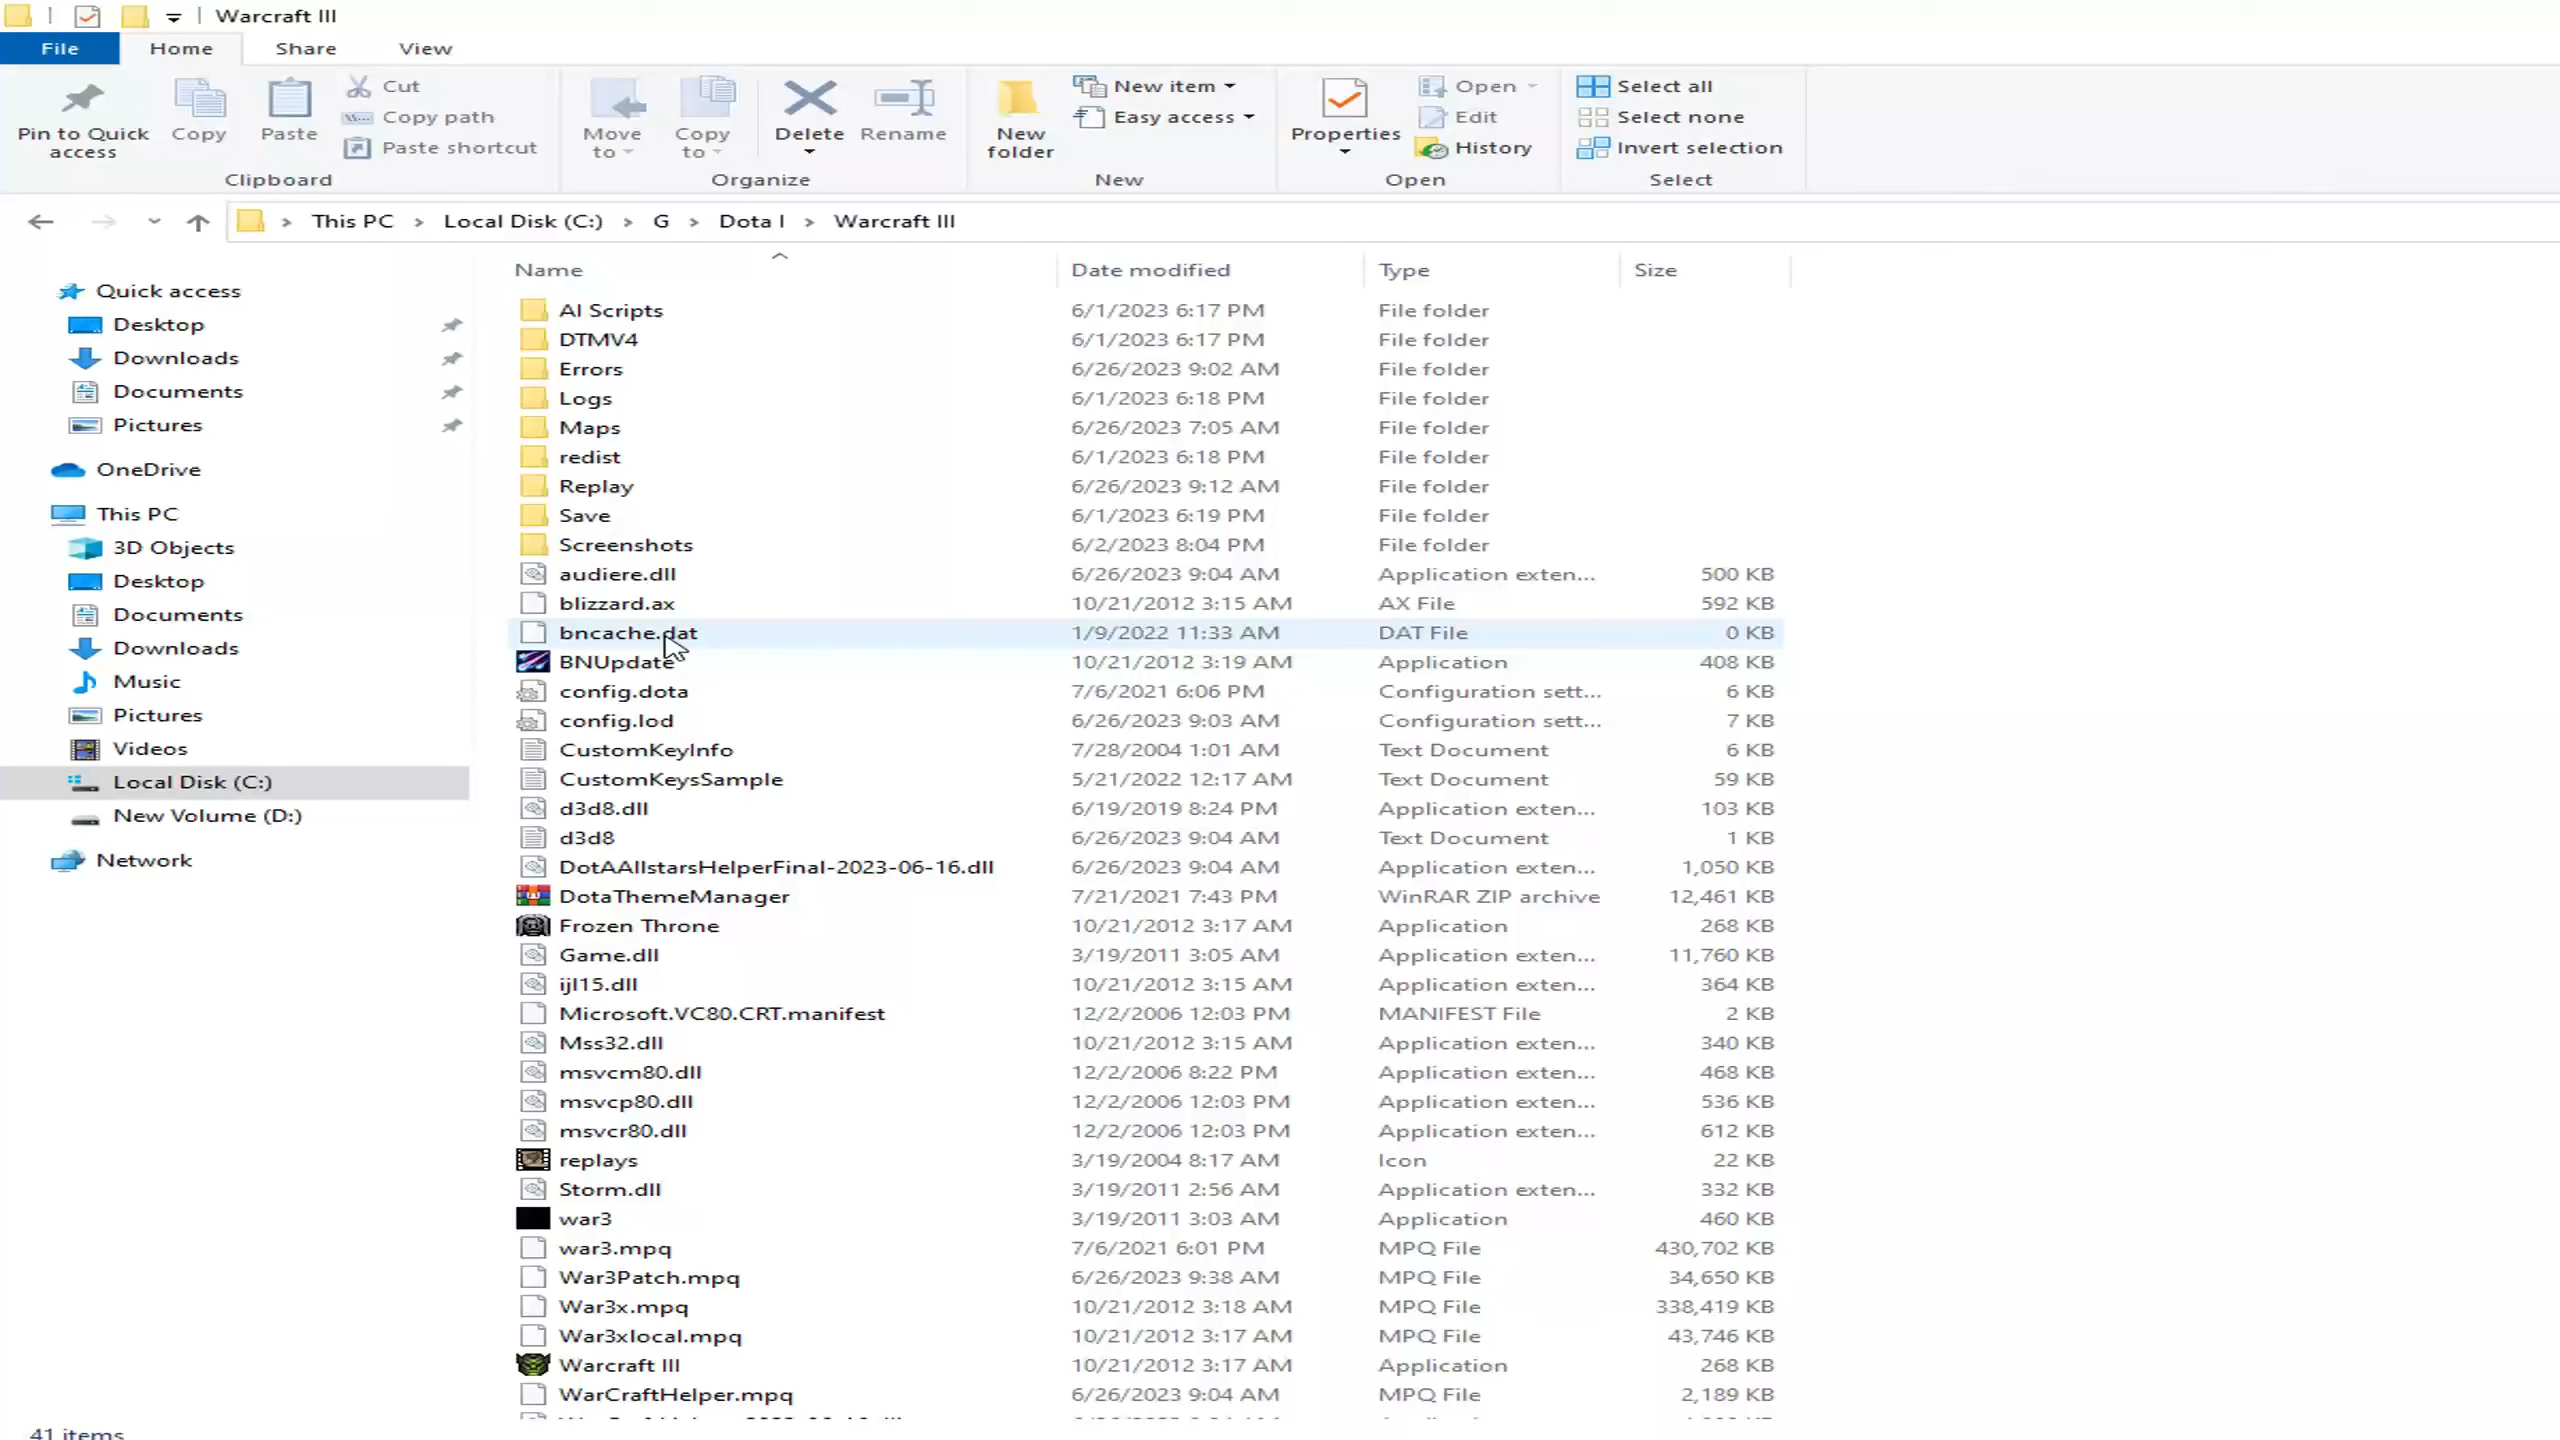 Warcraft III
File Home Share View
Pin to Quick access
Copy
Paste
Cut
Copy path
Paste shortcut
Clipboard
Move to
Copy to
Delete
Rename
Organize
New folder
New item
Easy access
New
Properties
Open
Edit
History
Open
Select all
Select none
Invert selection
Select
This PC > Local Disk (C:) > G > Dota I > Warcraft III
Quick access
Desktop
Downloads
Documents
Pictures
OneDrive
This PC
3D Objects
Desktop
Documents
Downloads
Music
Pictures
Videos
Local Disk (C:)
New Volume (D:)
Network
Name Date modified Type Size
AI Scripts 6/1/2023 6:17 PM File folder
DTMV4 6/1/2023 6:17 PM File folder
Errors 6/26/2023 9:02 AM File folder
Logs 6/1/2023 6:18 PM File folder
Maps 6/26/2023 7:05 AM File folder
redist 6/1/2023 6:18 PM File folder
Replay 6/26/2023 9:12 AM File folder
Save 6/1/2023 6:19 PM File folder
Screenshots 6/2/2023 8:04 PM File folder
audiere.dll 6/26/2023 9:04 AM Application exten... 500 KB
blizzard.ax 10/21/2012 3:15 AM AX File 592 KB
bncache.dat 1/9/2022 11:33 AM DAT File 0 KB
BNUpdate 10/21/2012 3:19 AM Application 408 KB
config.dota 7/6/2021 6:06 PM Configuration sett... 6 KB
config.lod 6/26/2023 9:03 AM Configuration sett... 7 KB
CustomKeyInfo 7/28/2004 1:01 AM Text Document 6 KB
CustomKeysSample 5/21/2022 12:17 AM Text Document 59 KB
d3d8.dll 6/19/2019 8:24 PM Application exten... 103 KB
d3d8 6/26/2023 9:04 AM Text Document 1 KB
DotAAllstarsHelperFinal-2023-06-16.dll 6/26/2023 9:04 AM Application exten... 1,050 KB
DotaThemeManager 7/21/2021 7:43 PM WinRAR ZIP archive 12,461 KB
Frozen Throne 10/21/2012 3:17 AM Application 268 KB
Game.dll 3/19/2011 3:05 AM Application exten... 11,760 KB
ijl15.dll 10/21/2012 3:15 AM Application exten... 364 KB
Microsoft.VC80.CRT.manifest 12/2/2006 12:03 PM MANIFEST File 2 KB
Mss32.dll 10/21/2012 3:15 AM Application exten... 340 KB
msvcm80.dll 12/2/2006 8:22 PM Application exten... 468 KB
msvcp80.dll 12/2/2006 12:03 PM Application exten... 536 KB
msvcr80.dll 12/2/2006 12:03 PM Application exten... 612 KB
replays 3/19/2004 8:17 AM Icon 22 KB
Storm.dll 3/19/2011 2:56 AM Application exten... 332 KB
war3 3/19/2011 3:03 AM Application 460 KB
war3.mpq 7/6/2021 6:01 PM MPQ File 430,702 KB
War3Patch.mpq 6/26/2023 9:38 AM MPQ File 34,650 KB
War3x.mpq 10/21/2012 3:18 AM MPQ File 338,419 KB
War3xlocal.mpq 10/21/2012 3:17 AM MPQ File 43,746 KB
Warcraft III 10/21/2012 3:17 AM Application 268 KB
WarCraftHelper.mpq 6/26/2023 9:04 AM MPQ File 2,189 KB
41 items